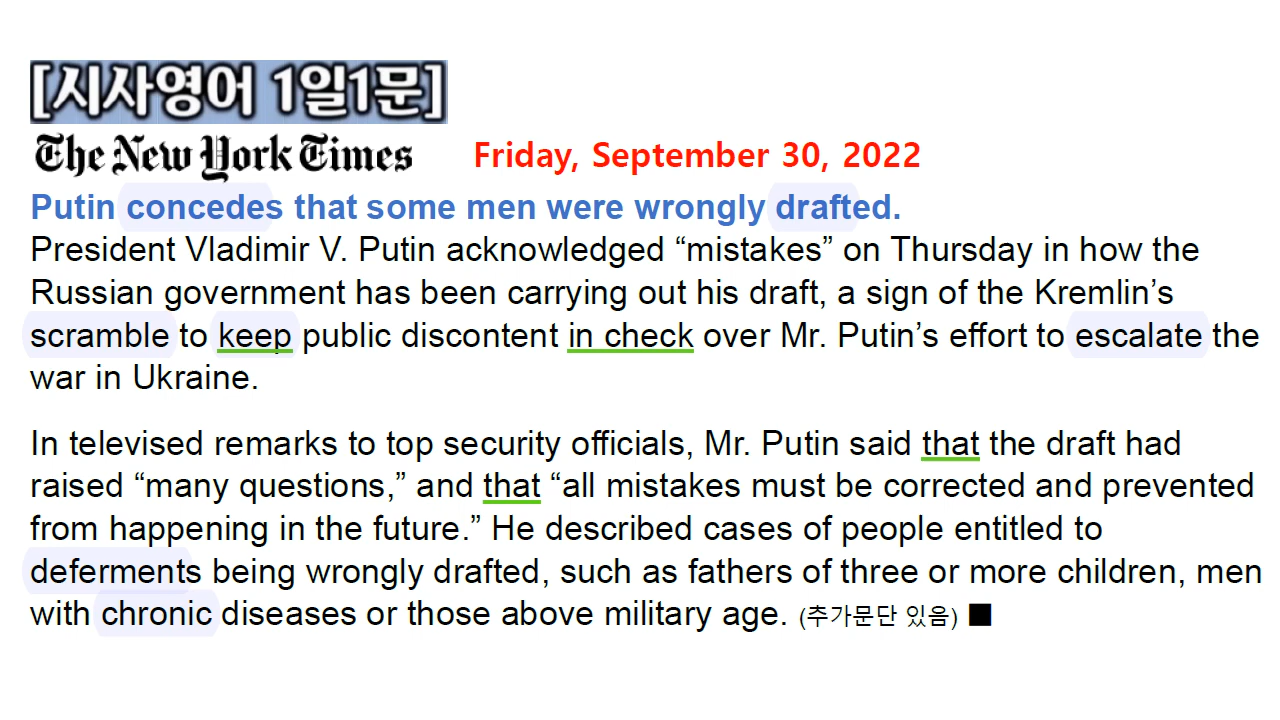 [시사영어 1일1문]
The New York Times Friday, September 30, 2022
Putin concedes that some men were wrongly drafted.
President Vladimir V. Putin acknowledged “mistakes” on Thursday in how the
Russian government has been carrying out his draft, a sign of the Kremlin’s
scramble to keep public discontent in check over Mr. Putin’s effort to escalate the
war in Ukraine.
In televised remarks to top security officials, Mr. Putin said that the draft had
raised “many questions,” and that “all mistakes must be corrected and prevented
from happening in the future.” He described cases of people entitled to
deferments being wrongly drafted, such as fathers of three or more children, men
with chronic diseases or those above military age. (추가문단 있음) ■